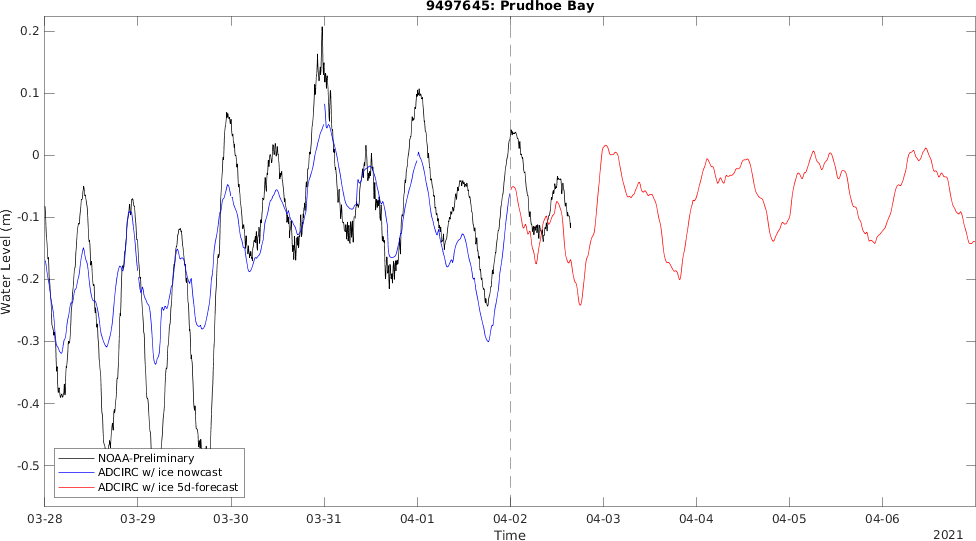 9497645: Prudhoe Bay
0.2
0.1
0
-0.1
-0.2
-0.3
-0.4
-0.5
Water Level (m)
NOAA-Preliminary
ADCIRC w/ ice nowcast
ADCIRC w/ ice 5d-forecast
03-28 03-29 03-30 03-31 04-01 04-02 04-03 04-04 04-05 04-06
Time
2021